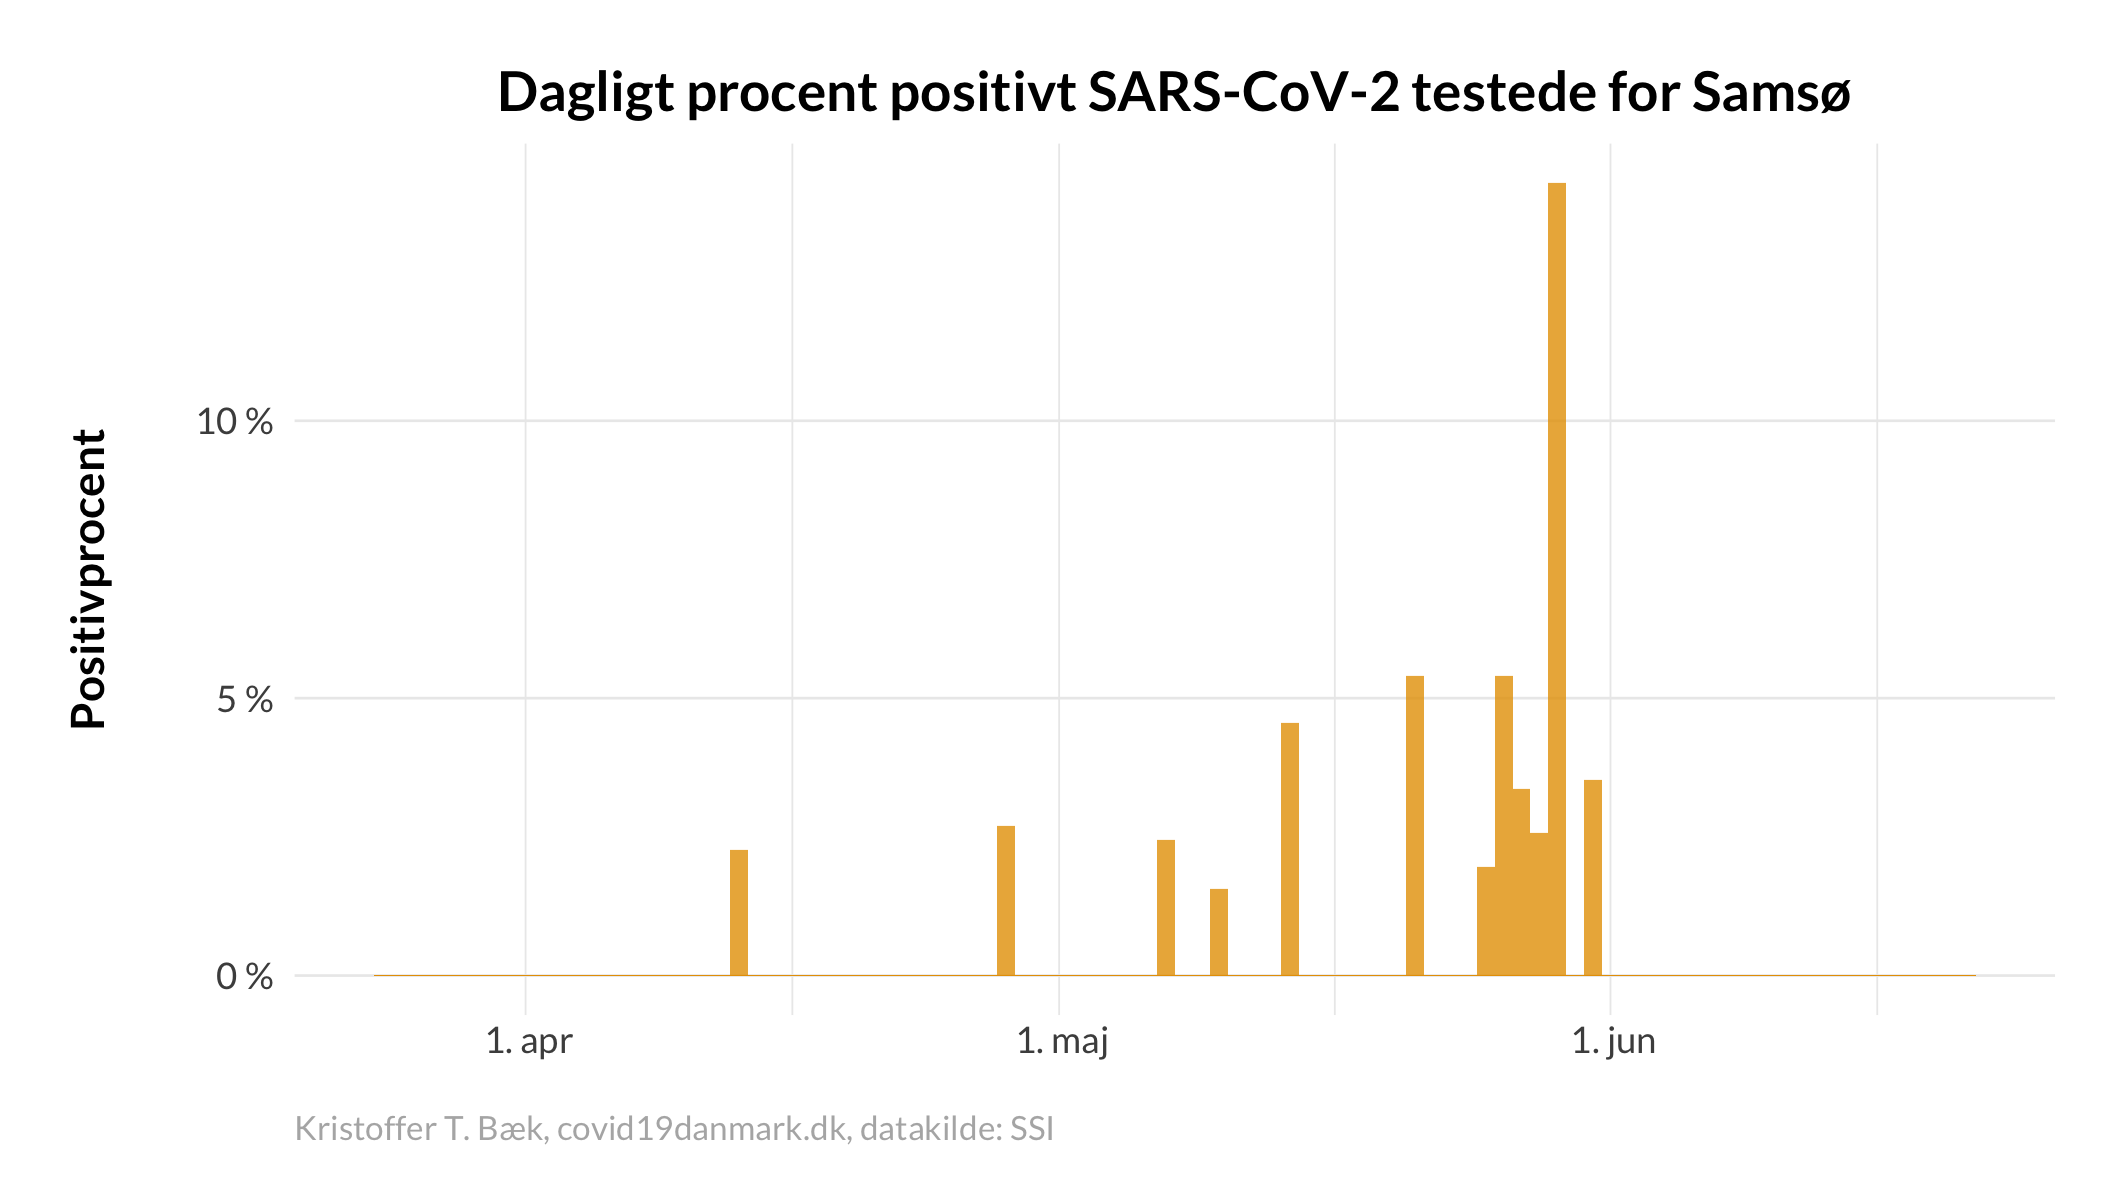 Dagligt procent positivt SARS-CoV-2 testede for Samsø
Positivprocent
10 %
5 %
0 %
1. apr
1. maj
1. jun
Kristoffer T. Bæk, covid19danmark.dk, datakilde: SSI